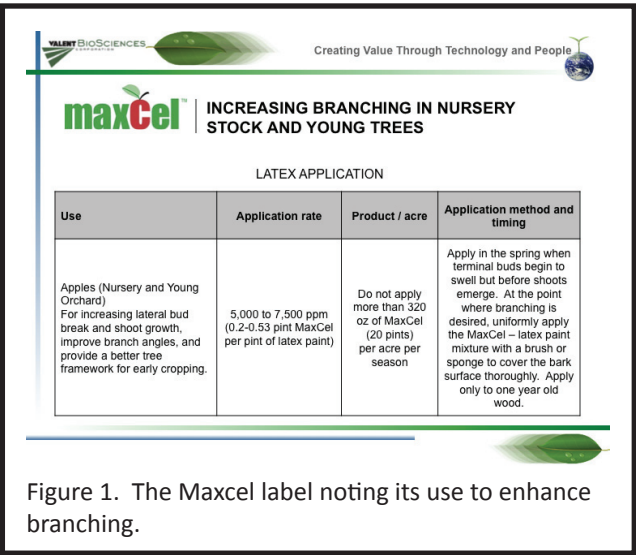 VALENT BIOSCIENCES
CORPORATION
Creating Value Through Technology and People
maxcel™
INCREASING BRANCHING IN NURSERY
STOCK AND YOUNG TREES
LATEX APPLICATION
Use
Application rate
Product / acre
Application method and
timing
Apples (Nursery and Young
Orchard)
For increasing lateral bud
break and shoot growth,
improve branch angles, and
provide a better tree
framework for early cropping.
5,000 to 7,500 ppm
(0.2-0.53 pint MaxCel
per pint of latex paint)
Do not apply
more than 320
oz of MaxCel
(20 pints)
per acre per
season
Apply in the spring when
terminal buds begin to
swell but before shoots
emerge. At the point
where branching is
desired, uniformly apply
the MaxCel – latex paint
mixture with a brush or
sponge to cover the bark
surface thoroughly. Apply
only to one year old
wood.
Figure 1. The Maxcel label noting its use to enhance
branching.